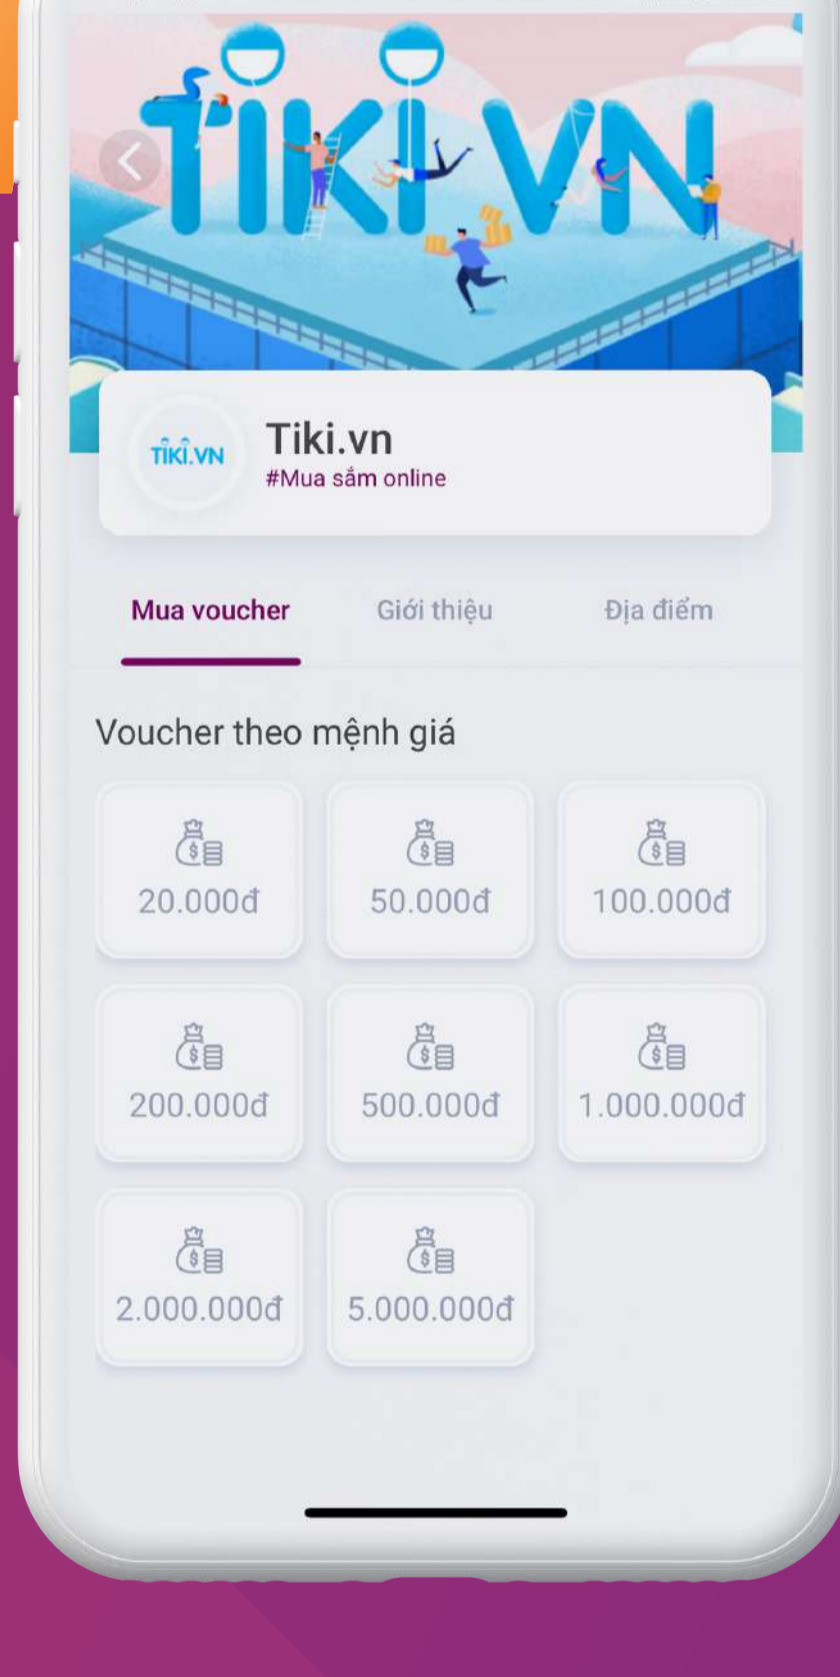 TIKI VN
TIKI.VN
Tiki.vn
#Mua sắm online
Mua voucher
Giới thiệu
Địa điểm
Voucher theo mệnh giá
20.000đ
50.000đ
100.000đ
200.000đ
500.000đ
1.000.000đ
2.000.000đ
5.000.000đ